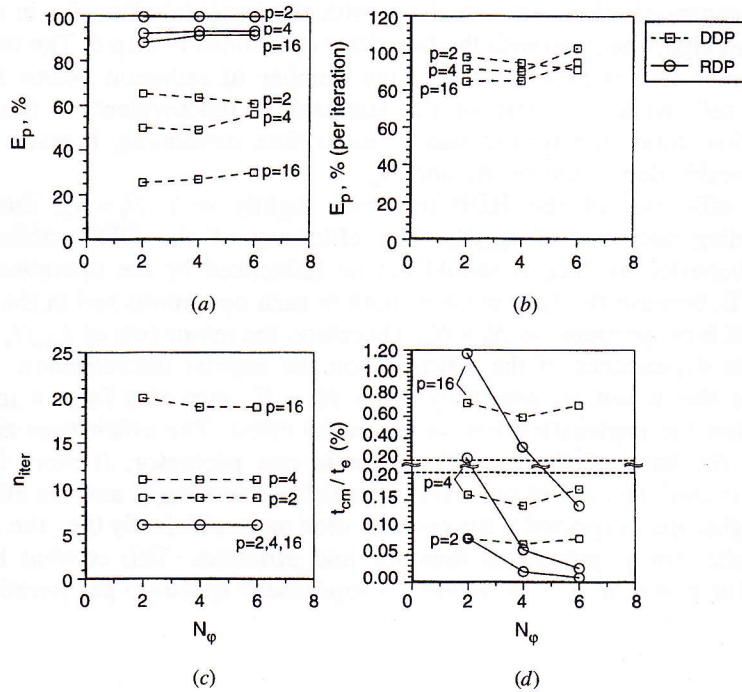 E_p, %
120
100
80
60
40
20
0
0 2 4 6 8
p=2
p=4
p=16
p=2
p=4
p=16
(a)
E_p, % (per iteration)
120
100
80
60
40
20
0
0 2 4 6 8
p=2
p=4
p=16
(b)
DDP
RDP
n_iter
25
20
15
10
5
0
0 2 4 6 8
p=16
p=4
p=2
p=2,4,16
N_φ
(c)
t_cm / t_e (%)
1.20
1.00
0.80
0.60
0.40
0.20
0.20
0.15
0.10
0.05
0.00
0 2 4 6 8
p=16
p=4
p=2
N_φ
(d)